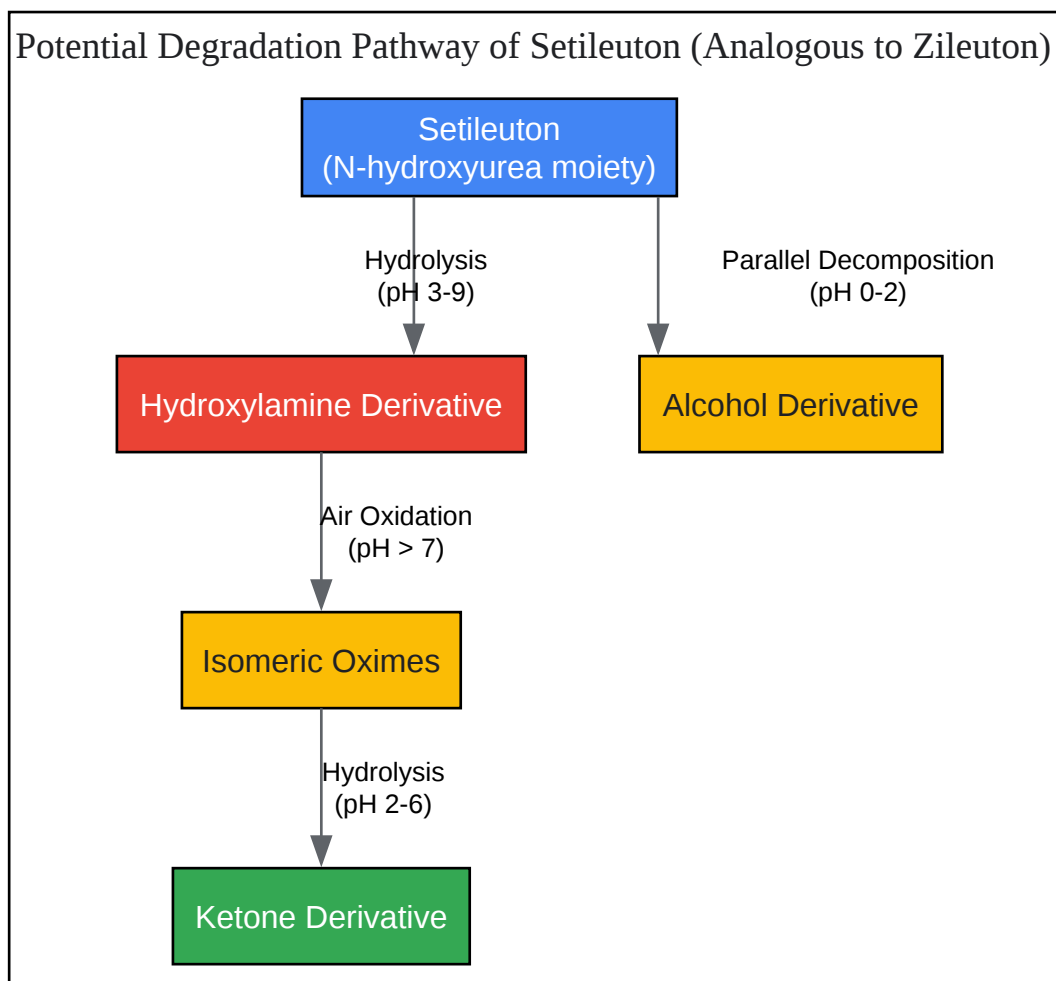 Potential Degradation Pathway of Setileuton (Analogous to Zileuton)
Setileuton
(N-hydroxyurea moiety)
Hydrolysis
(pH 3-9)
Parallel Decomposition
(pH 0-2)
Hydroxylamine Derivative
Alcohol Derivative
Air Oxidation
(pH > 7)
Isomeric Oximes
Hydrolysis
(pH 2-6)
Ketone Derivative